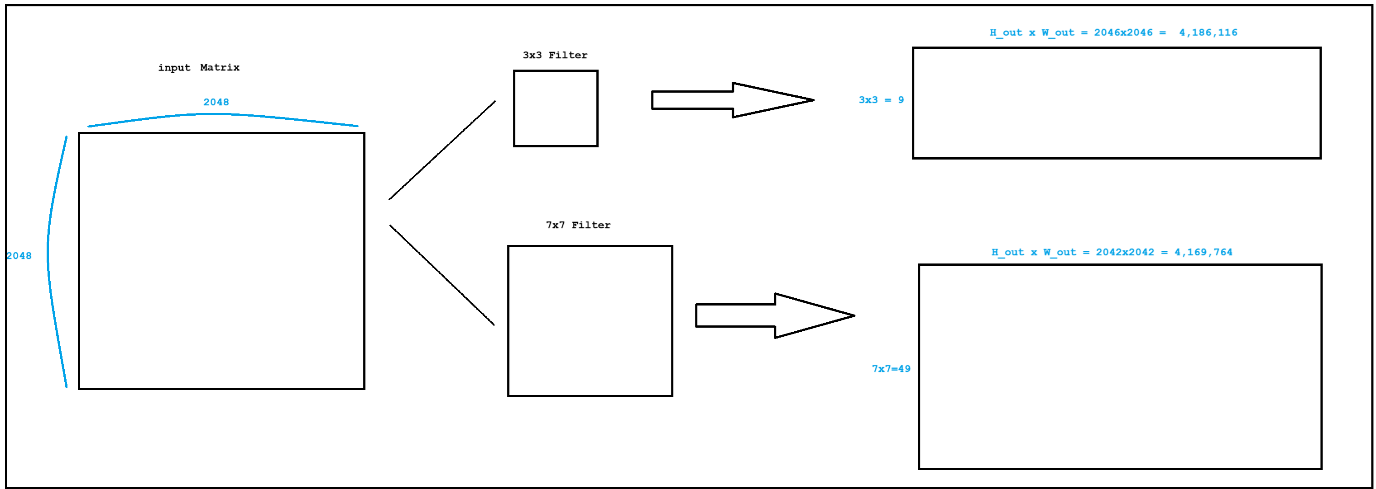 input Matrix
2048
2048
3x3 Filter
H_out x W_out = 2046x2046 = 4,186,116
3x3 = 9
7x7 Filter
H_out x W_out = 2042x2042 = 4,169,764
7x7=49